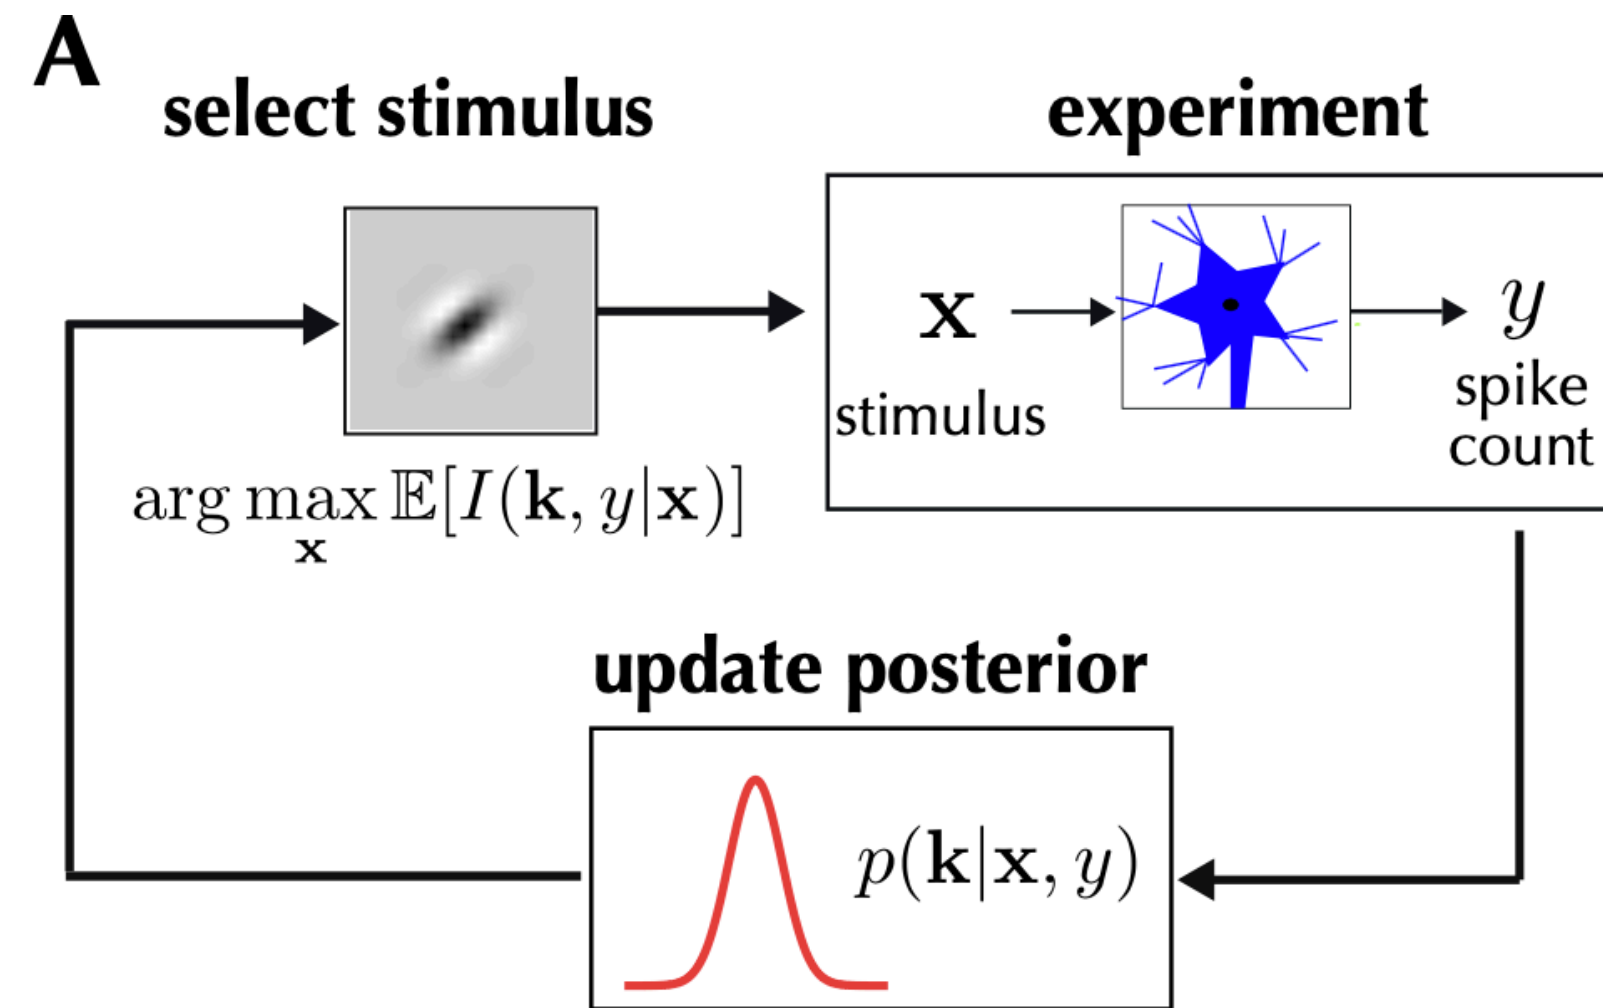 A
select stimulus
experiment
x
stimulus
y
spike
count
arg max 𝔼[I(k, y|x)]
x
update posterior
p(k|x, y)